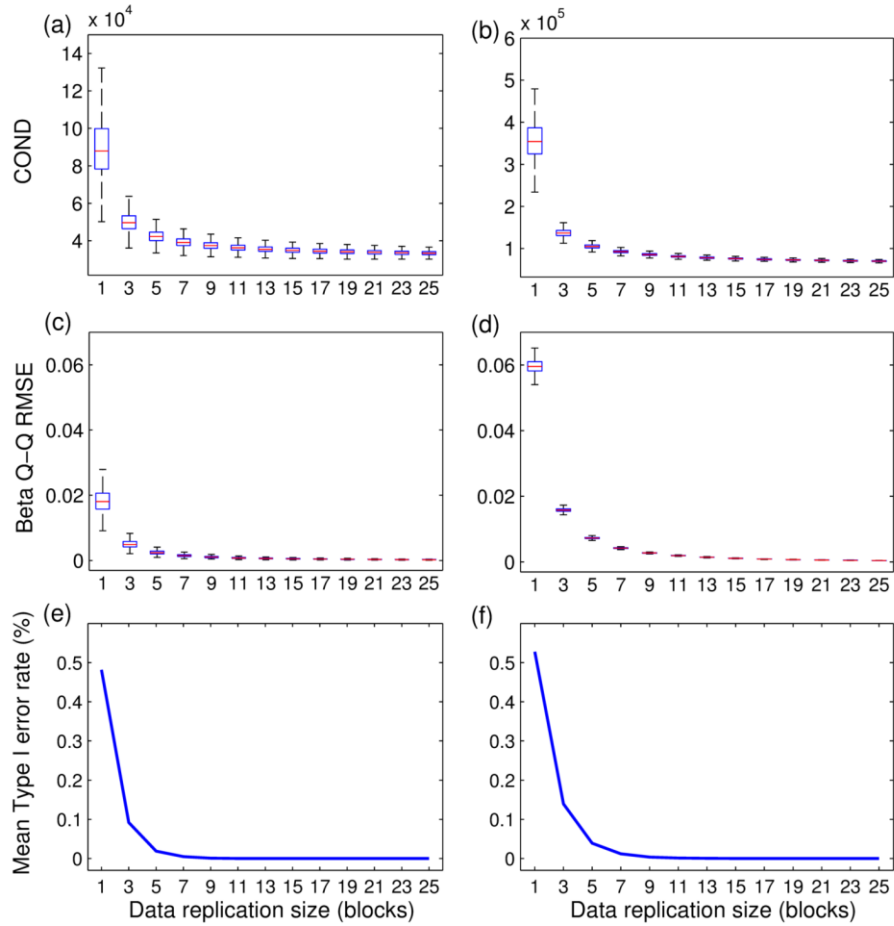 (a)
x 10⁴
14
12
10
8
6
4
COND
1 3 5 7 9 11 13 15 17 19 21 23 25
(b)
x 10⁵
6
5
4
3
2
1
1 3 5 7 9 11 13 15 17 19 21 23 25
(c)
0.06
0.04
0.02
0
Beta Q−Q RMSE
1 3 5 7 9 11 13 15 17 19 21 23 25
(d)
0.06
0.04
0.02
0
1 3 5 7 9 11 13 15 17 19 21 23 25
(e)
0.5
0.4
0.3
0.2
0.1
0
Mean Type I error rate (%)
1 3 5 7 9 11 13 15 17 19 21 23 25
Data replication size (blocks)
(f)
0.5
0.4
0.3
0.2
0.1
0
1 3 5 7 9 11 13 15 17 19 21 23 25
Data replication size (blocks)